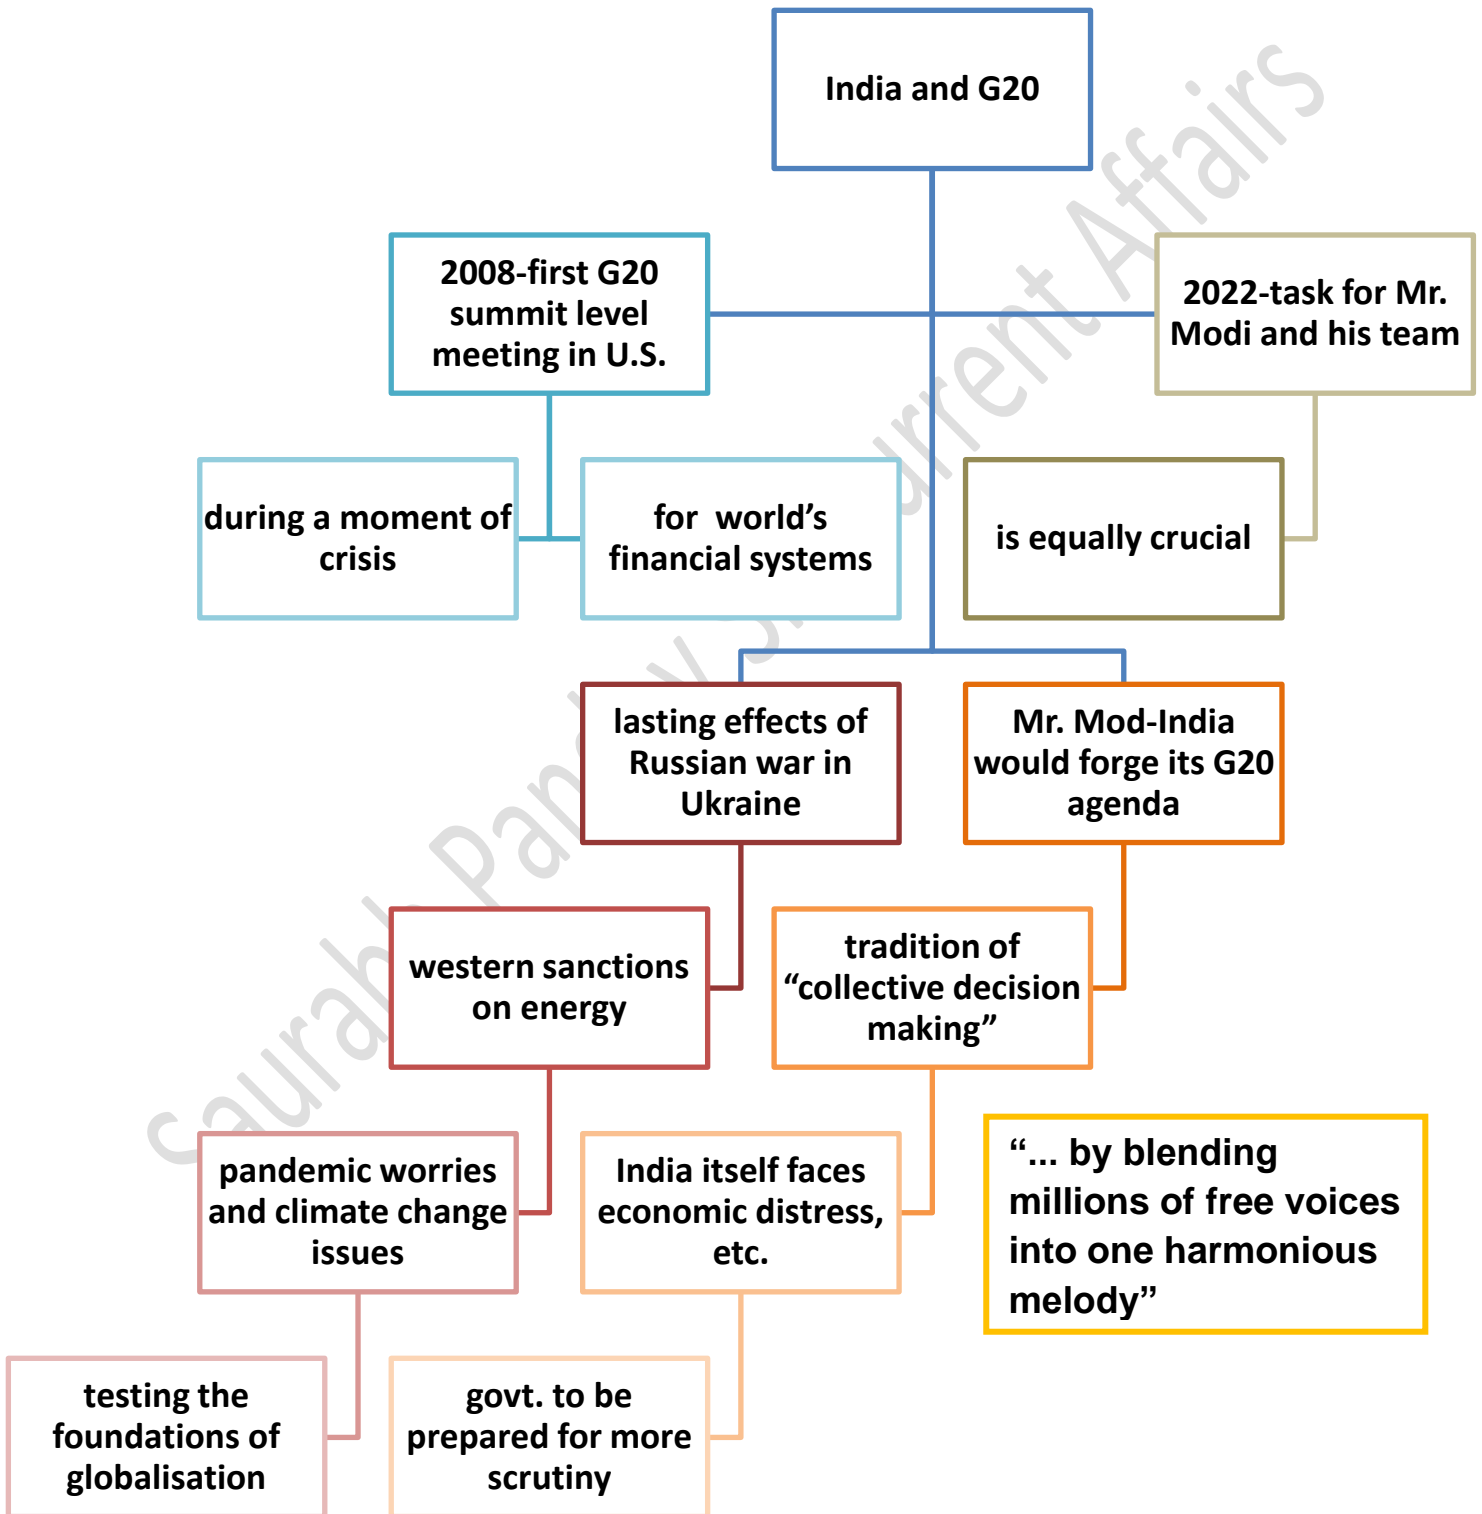 India and G20
2008-first G20
summit level
meeting in U.S.
2022-task for Mr.
Modi and his team
during a moment of
crisis
for world's
financial systems
is equally crucial
lasting effects of
Russian war in
Ukraine
Mr. Mod-India
would forge its G20
agenda
western sanctions
on energy
tradition of
“collective decision
making”
pandemic worries
and climate change
issues
India itself faces
economic distress,
etc.
“... by blending
millions of free voices
into one harmonious
melody”
testing the
foundations of
globalisation
govt. to be
prepared for more
scrutiny
Affairs